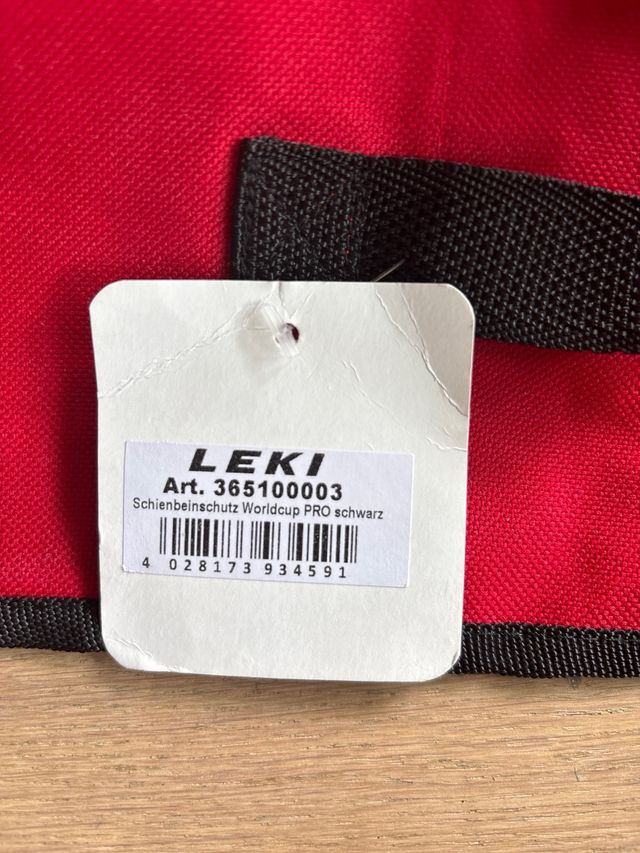 LEKI
Art. 365100003
Schienbeinschutz Worldcup PRO schwarz
4 028173 934591